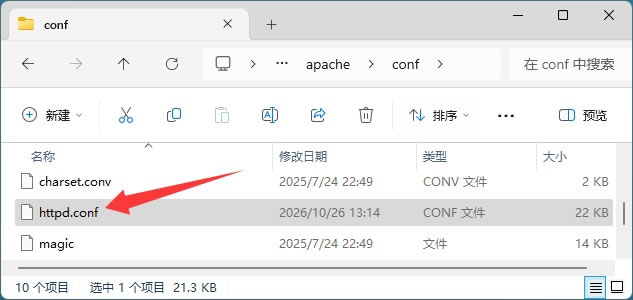 conf
apache conf 在 conf 中搜索
新建 排序 预览
名称 修改日期 类型 大小
charset.conv 2025/7/24 22:49 CONV 文件 2 KB
httpd.conf 2026/10/26 13:14 CONF 文件 22 KB
magic 2025/7/24 22:49 文件 14 KB
10 个项目 选中 1 个项目 21.3 KB